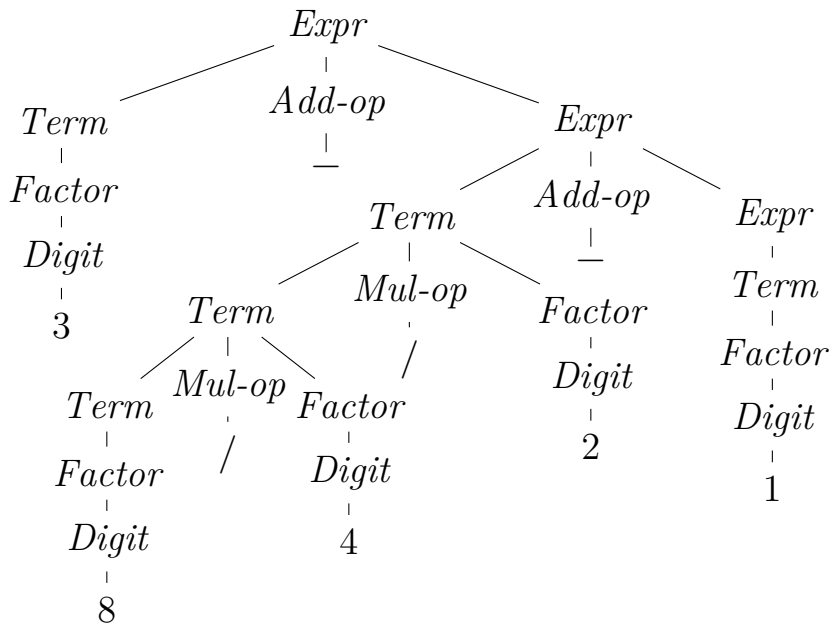 Expr
Term Add-op Expr
Factor − Term Add-op Expr
Digit Term Mul-op − Factor Term
3 Term Mul-op Factor / Digit Factor
Factor / Digit 2 Digit
Digit 4 1
8